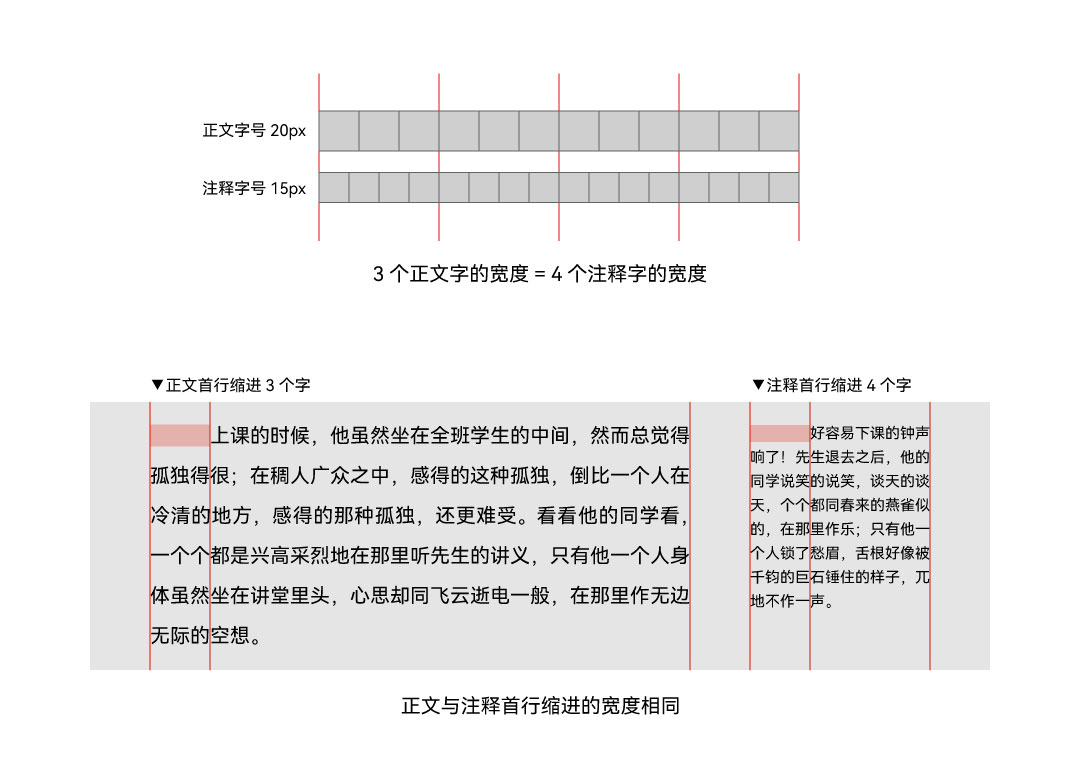 正文字号 20px
注释字号 15px
3 个正文字的宽度 = 4 个注释字的宽度
▼正文首行缩进 3 个字
上课的时候，他虽然坐在全班学生的中间，然而总觉得
孤独得很；在稠人广众之中，感得的这种孤独，倒比一个人在
冷清的地方，感得的那种孤独，还更难受。看看他的同学看，
一个个都是兴高采烈地在那里听先生的讲义，只有他一个人身
体虽然坐在讲堂里头，心思却同飞云逝电一般，在那里作无边
无际的空想。
▼注释首行缩进 4 个字
好容易下课的钟声
响了！先生退去之后，他的
同学说笑的说笑，谈天的谈
天，个个都同春来的燕雀似
的，在那里作乐；只有他一
个人锁了愁眉，舌根好像被
千钧的巨石锤住的样子，兀
地不作一声。
正文与注释首行缩进的宽度相同